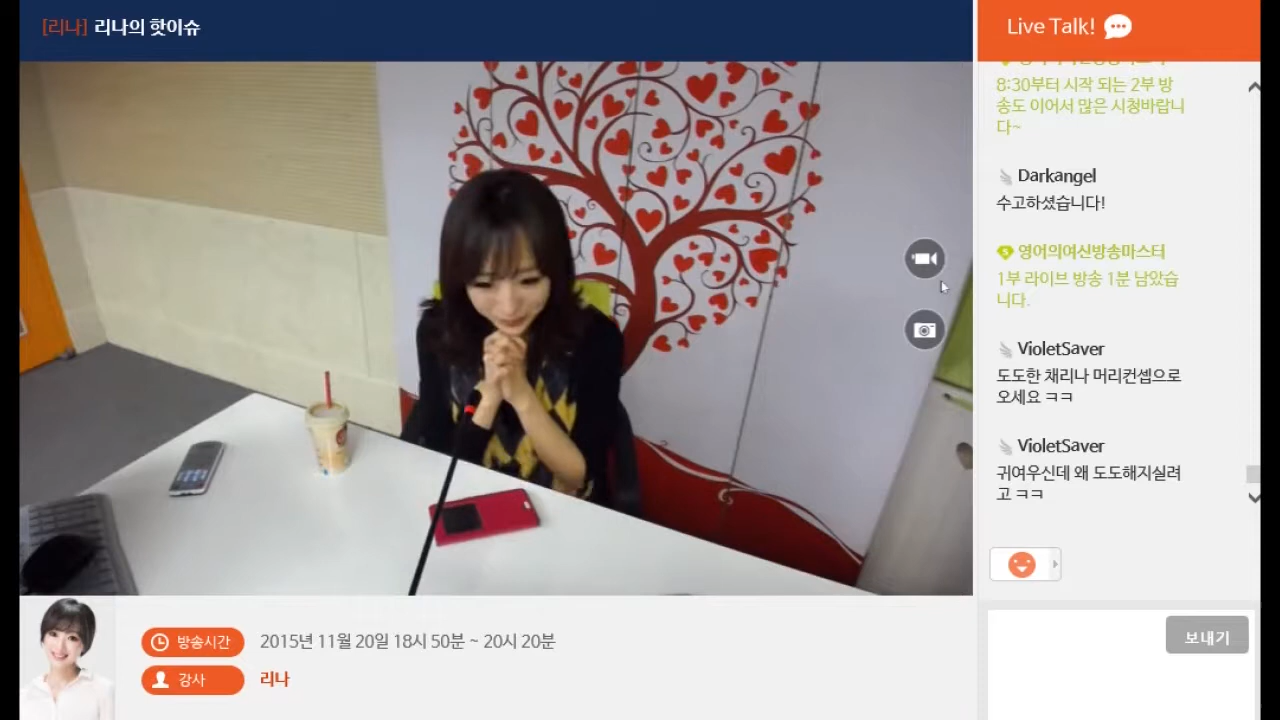 [리나] 리나의 핫이슈
Live Talk!
8:30부터 시작 되는 2부 방
송도 이어서 많은 시청바랍니
다~
Darkangel
수고하셨습니다!
영어의여신방송마스터
1부 라이브 방송 1분 남았습
니다.
VioletSaver
도도한 채리나 머리컨셉으로
오세요 ㅋㅋ
VioletSaver
귀여우신데 왜 도도해지실려
고 ㅋㅋ
보내기
방송시간 2015년 11월 20일 18시 50분 ~ 20시 20분
강사 리나